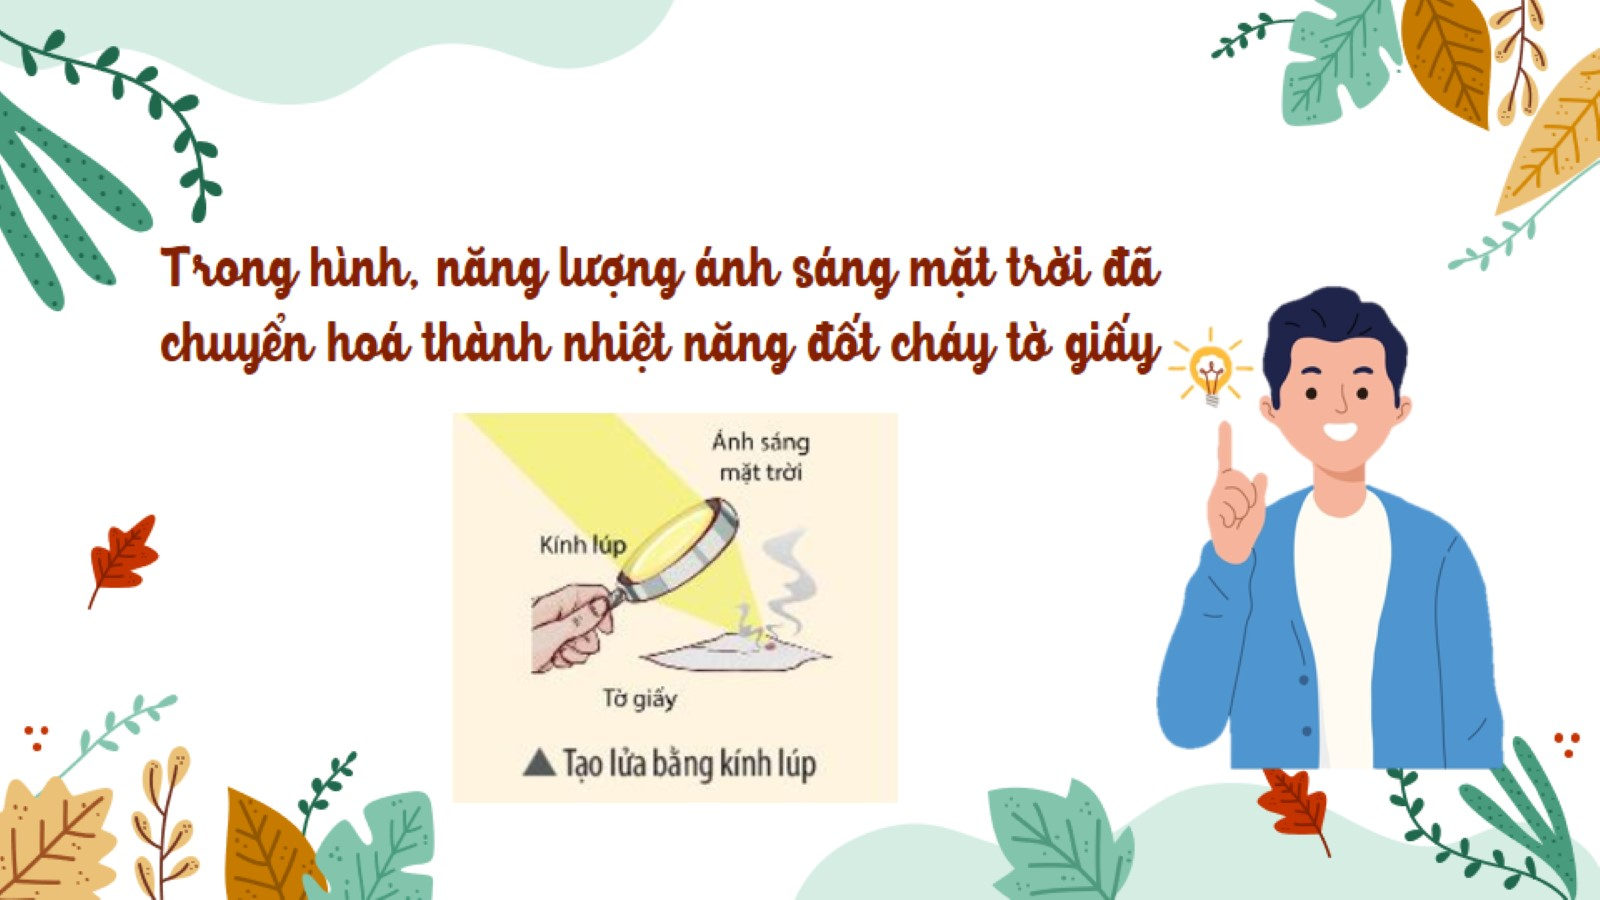 Trong hình, năng lượng ánh sáng mặt trời đã
chuyển hoá thành nhiệt năng đốt cháy tờ giấy
Ánh sáng
mặt trời
Kính lúp
Tờ giấy
▲ Tạo lửa bằng kính lúp